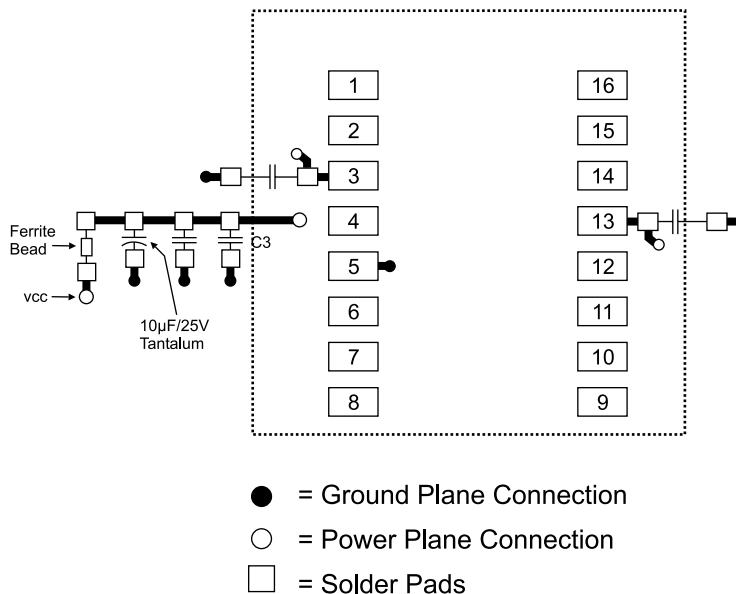 1 16
2 15
3 14
4 13
5 12
6 11
7 10
8 9
Ferrite
Bead
vcc
C3
10µF/25V
Tantalum
= Ground Plane Connection
= Power Plane Connection
= Solder Pads